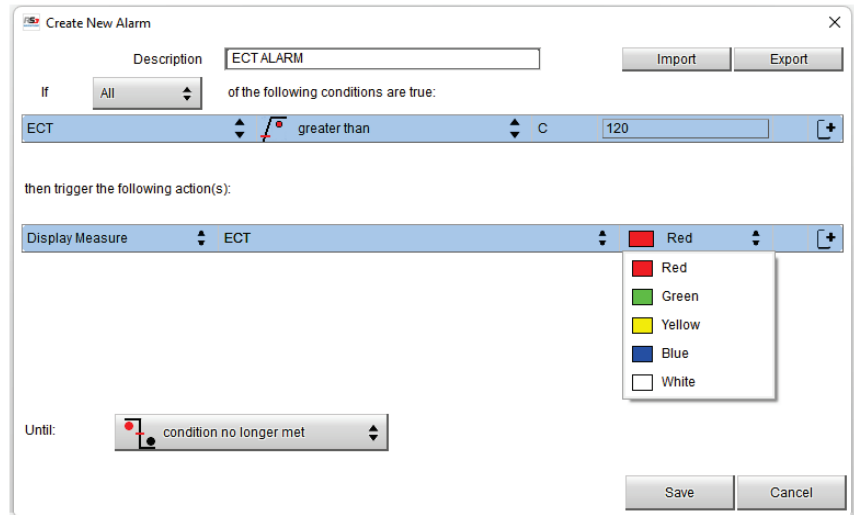 RS3 Create New Alarm
Description ECT ALARM Import Export
If All of the following conditions are true:
ECT greater than C 120
then trigger the following action(s):
Display Measure ECT Red
Red
Green
Yellow
Blue
White
Until: condition no longer met
Save Cancel